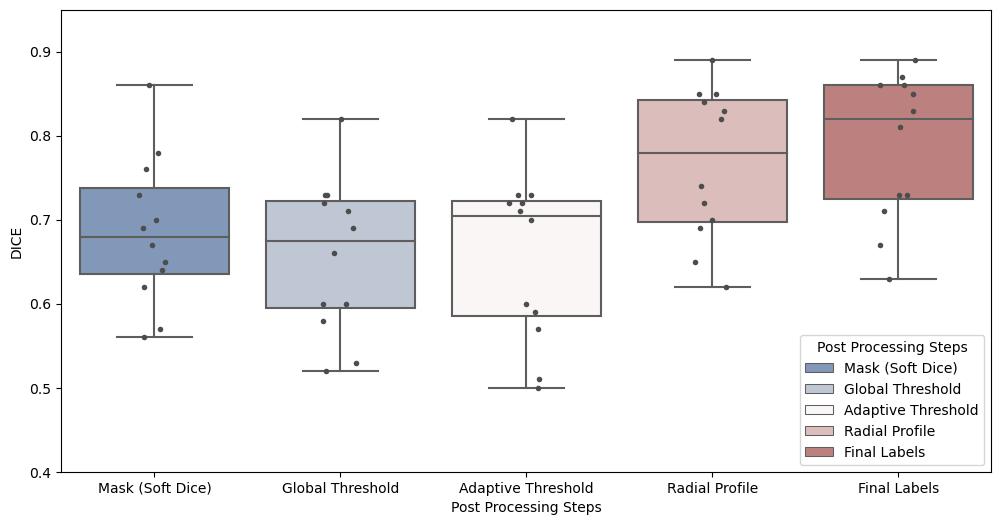 0.9
0.8
0.7
0.6
0.5
0.4
DICE
Mask (Soft Dice)
Global Threshold
Adaptive Threshold
Radial Profile
Final Labels
Post Processing Steps
Post Processing Steps
Mask (Soft Dice)
Global Threshold
Adaptive Threshold
Radial Profile
Final Labels